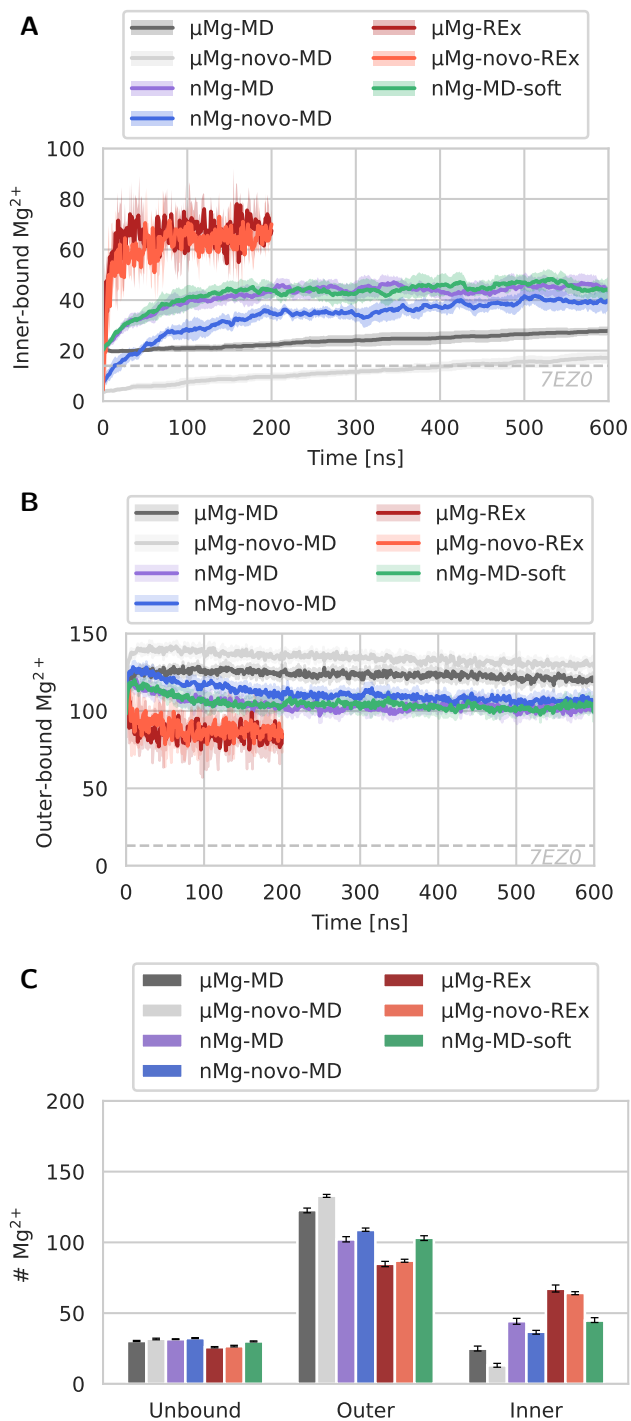 A
µMg-MD
µMg-novo-MD
nMg-MD
nMg-novo-MD
µMg-REx
µMg-novo-REx
nMg-MD-soft
Inner-bound Mg²⁺
100
80
60
40
20
0
7EZ0
0 100 200 300 400 500 600
Time [ns]
B
µMg-MD
µMg-novo-MD
nMg-MD
nMg-novo-MD
µMg-REx
µMg-novo-REx
nMg-MD-soft
Outer-bound Mg²⁺
150
100
50
0
7EZ0
0 100 200 300 400 500 600
Time [ns]
C
µMg-MD
µMg-novo-MD
nMg-MD
nMg-novo-MD
µMg-REx
µMg-novo-REx
nMg-MD-soft
# Mg²⁺
200
150
100
50
0
Unbound Outer Inner